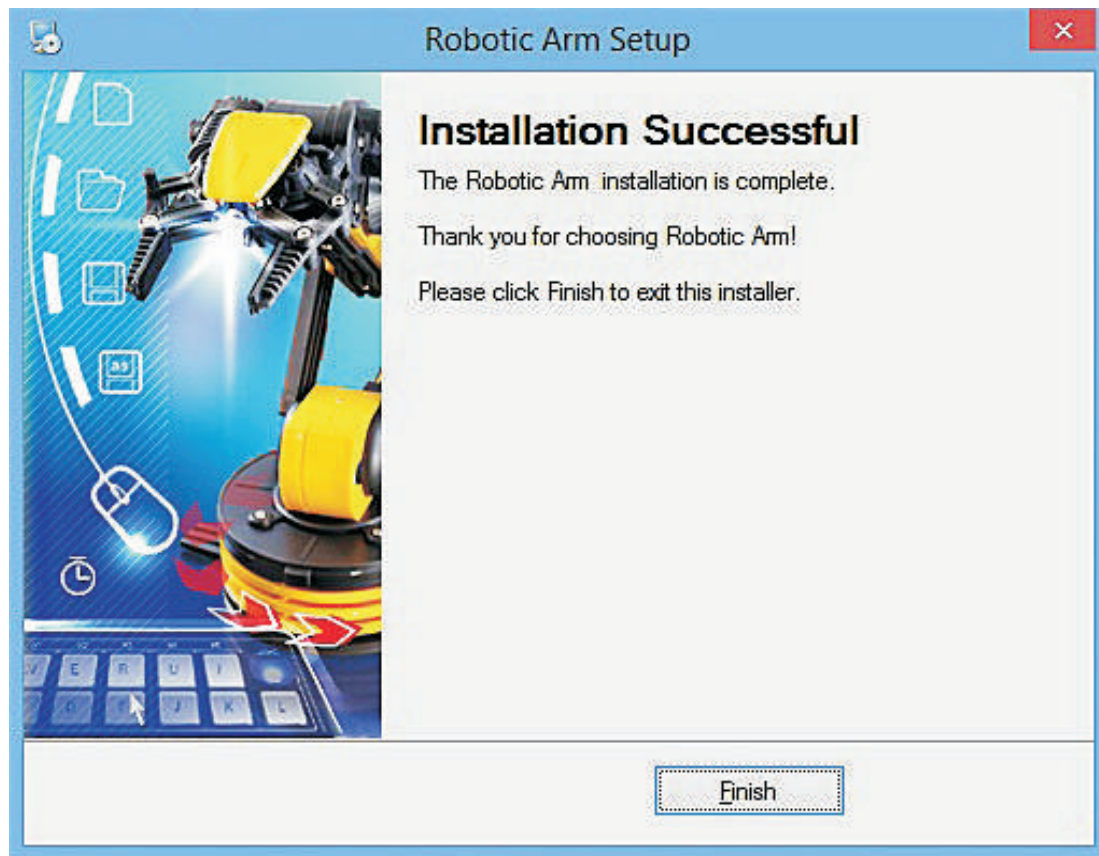 Robotic Arm Setup
Installation Successful
The Robotic Arm installation is complete.
Thank you for choosing Robotic Arm!
Please click Finish to exit this installer.
as
E R U I
J K L
Finish